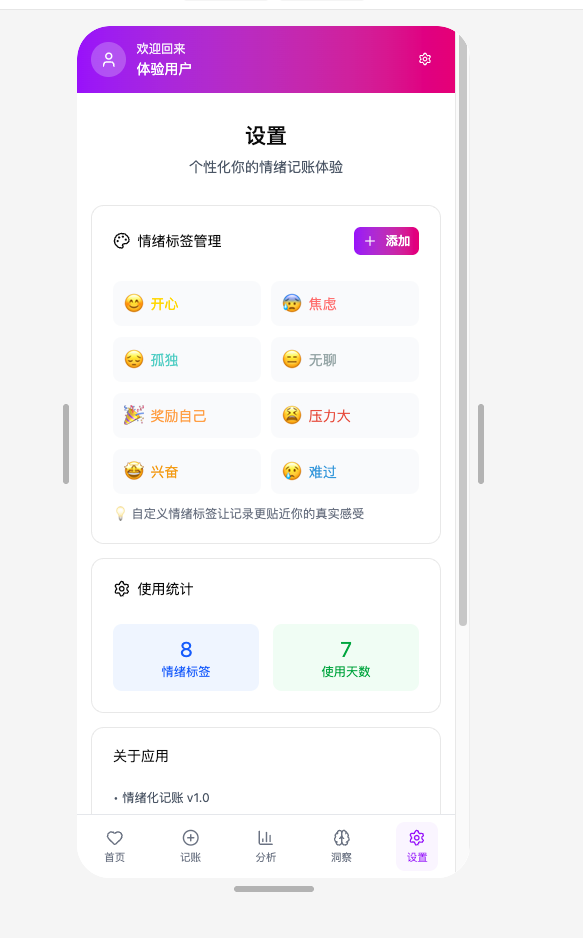 欢迎回来
体验用户
设置
个性化你的情绪记账体验
情绪标签管理
添加
😊 开心
😰 焦虑
😔 孤独
😑 无聊
🎉 奖励自己
😫 压力大
🤩 兴奋
😢 难过
💡 自定义情绪标签让记录更贴近你的真实感受
使用统计
8
情绪标签
7
使用天数
关于应用
• 情绪化记账 v1.0
首页
记账
分析
洞察
设置